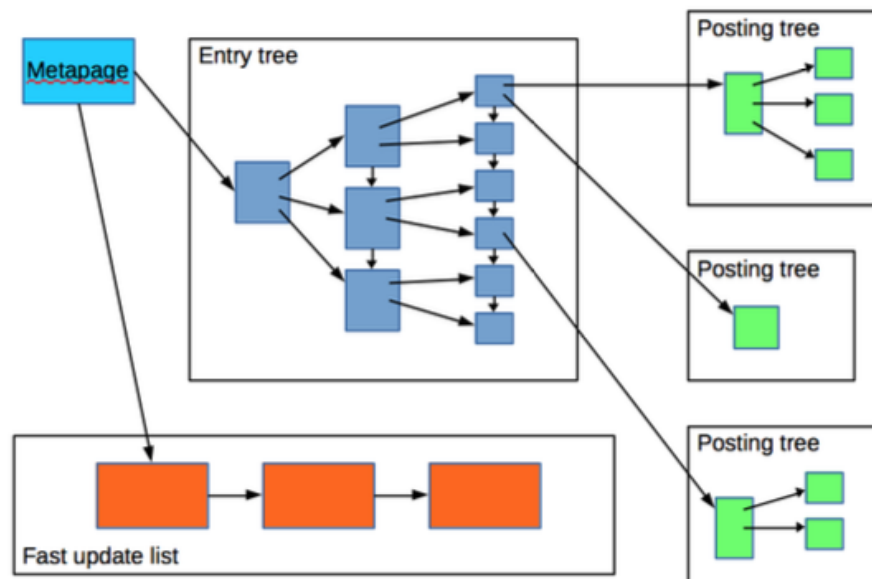 Metapage
Entry tree
Posting tree
Posting tree
Posting tree
Fast update list